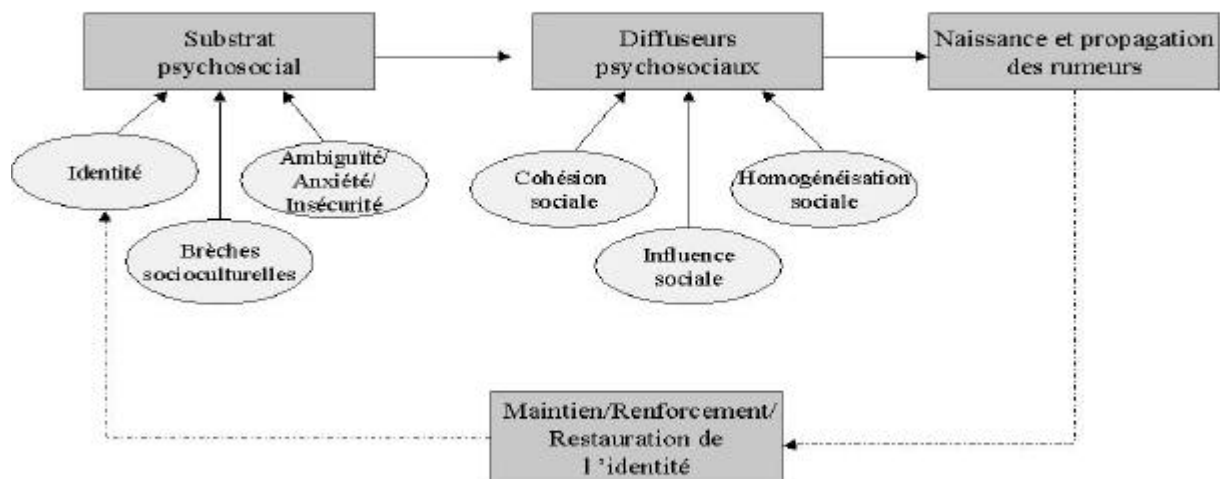 Substrat
psychosocial
Diffuseurs
psychosociaux
Naissance et propagation
des rumeurs
Identité
Ambiguïté/
Anxiété/
Insécurité
Brèches
socioculturelles
Cohésion
sociale
Influence
sociale
Homogénéisation
sociale
Maintien/Renforcement/
Restauration de
l ’identité